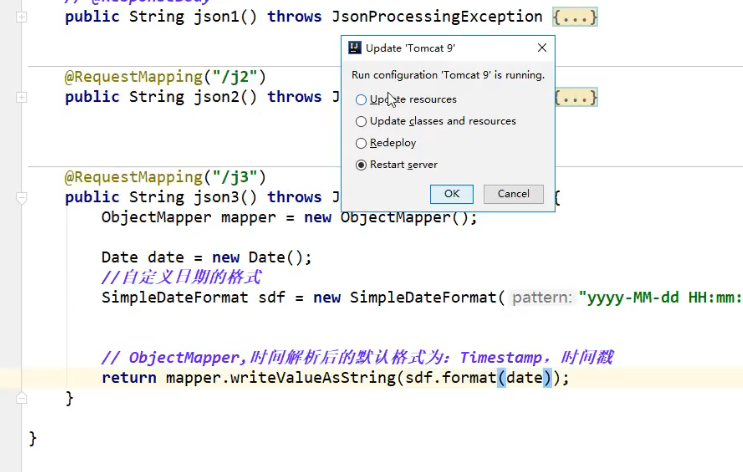 // @ResponseBody
public String json1() throws JsonProcessingException {...}
Update 'Tomcat 9'
Run configuration 'Tomcat 9' is running.
Update resources
Update classes and resources
Redeploy
Restart server
OK
Cancel
@RequestMapping("/j2")
public String json2() throws J {...}
@RequestMapping("/j3")
public String json3() throws J {
ObjectMapper mapper = new ObjectMapper();
Date date = new Date();
//自定义日期的格式
SimpleDateFormat sdf = new SimpleDateFormat( pattern: "yyyy-MM-dd HH:mm:
// ObjectMapper,时间解析后的默认格式为: Timestamp, 时间戳
return mapper.writeValueAsString(sdf.format(date));
}
}